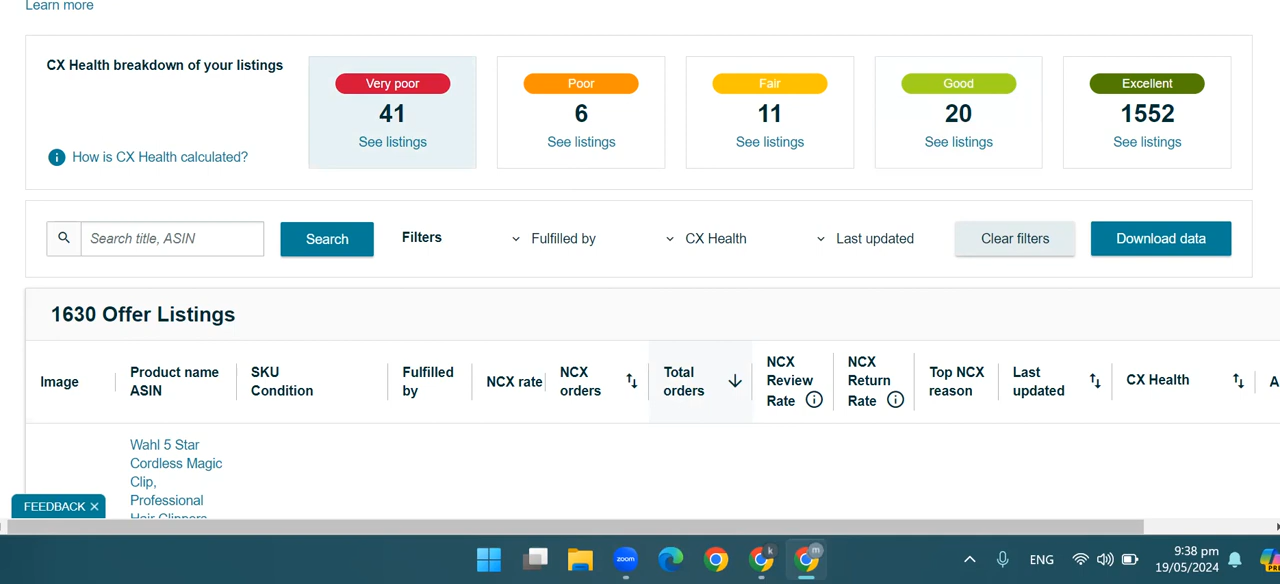 Learn more
CX Health breakdown of your listings
Very poor
41
See listings
Poor
6
See listings
Fair
11
See listings
Good
20
See listings
Excellent
1552
See listings
How is CX Health calculated?
Search title, ASIN
Search
Filters
Fulfilled by
CX Health
Last updated
Clear filters
Download data
1630 Offer Listings
Image
Product name
ASIN
SKU
Condition
Fulfilled
by
NCX rate
NCX
orders
Total
orders
NCX
Review
Rate
NCX
Return
Rate
Top NCX
reason
Last
updated
CX Health
Wahl 5 Star
Cordless Magic
Clip,
Professional
Hair Clippers
FEEDBACK
zoom
k
m
ENG
9:38 pm
19/05/2024